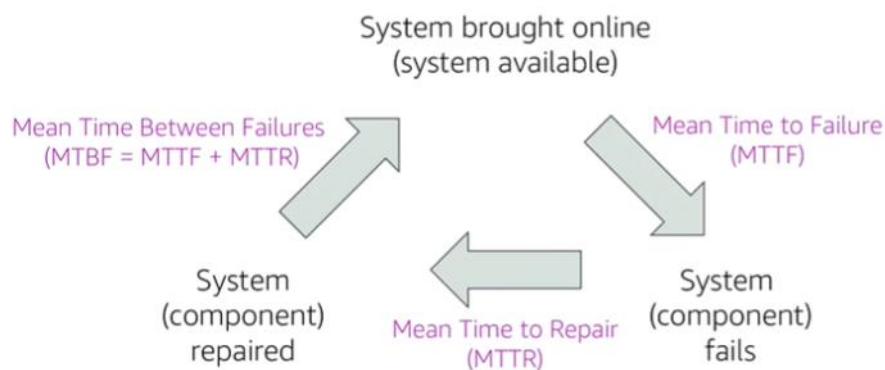 System brought online
(system available)
Mean Time Between Failures
(MTBF = MTTF + MTTR)
Mean Time to Failure
(MTTF)
System
(component)
repaired
Mean Time to Repair
(MTTR)
System
(component)
fails